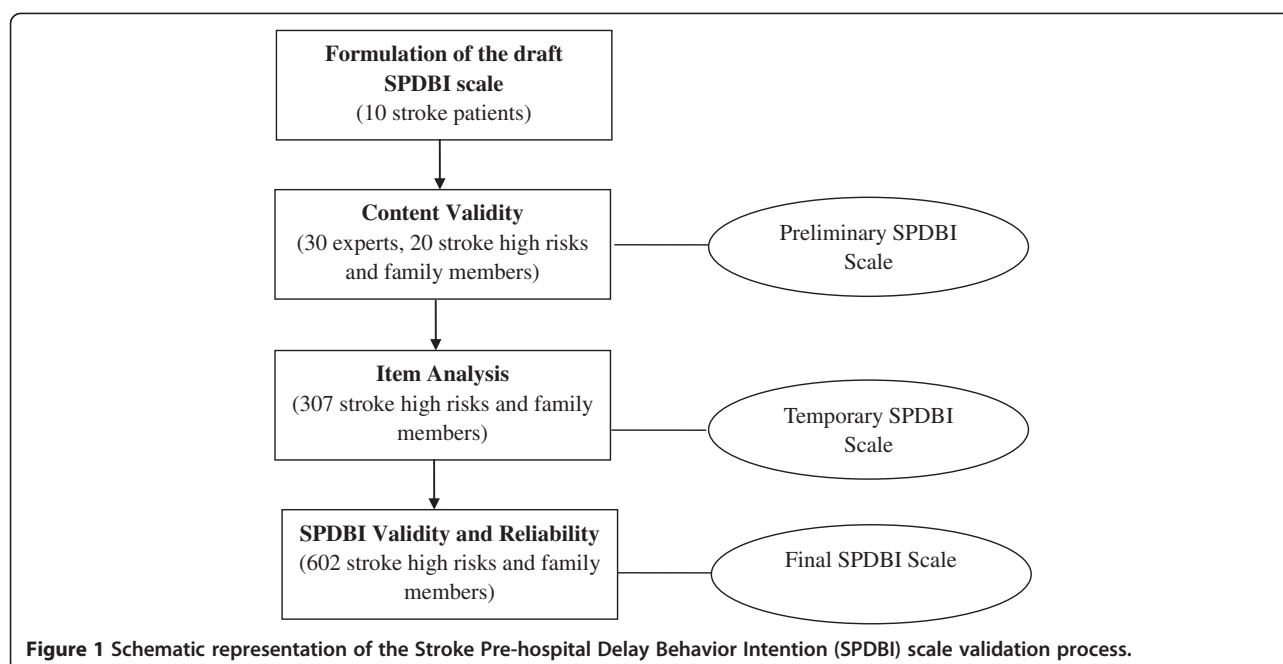 Formulation of the draft
SPDBI scale
(10 stroke patients)
Content Validity
(30 experts, 20 stroke high risks
and family members)
Preliminary SPDBI
Scale
Item Analysis
(307 stroke high risks and family
members)
Temporary SPDBI
Scale
SPDBI Validity and Reliability
(602 stroke high risks and family
members)
Final SPDBI Scale
Figure 1 Schematic representation of the Stroke Pre-hospital Delay Behavior Intention (SPDBI) scale validation process.